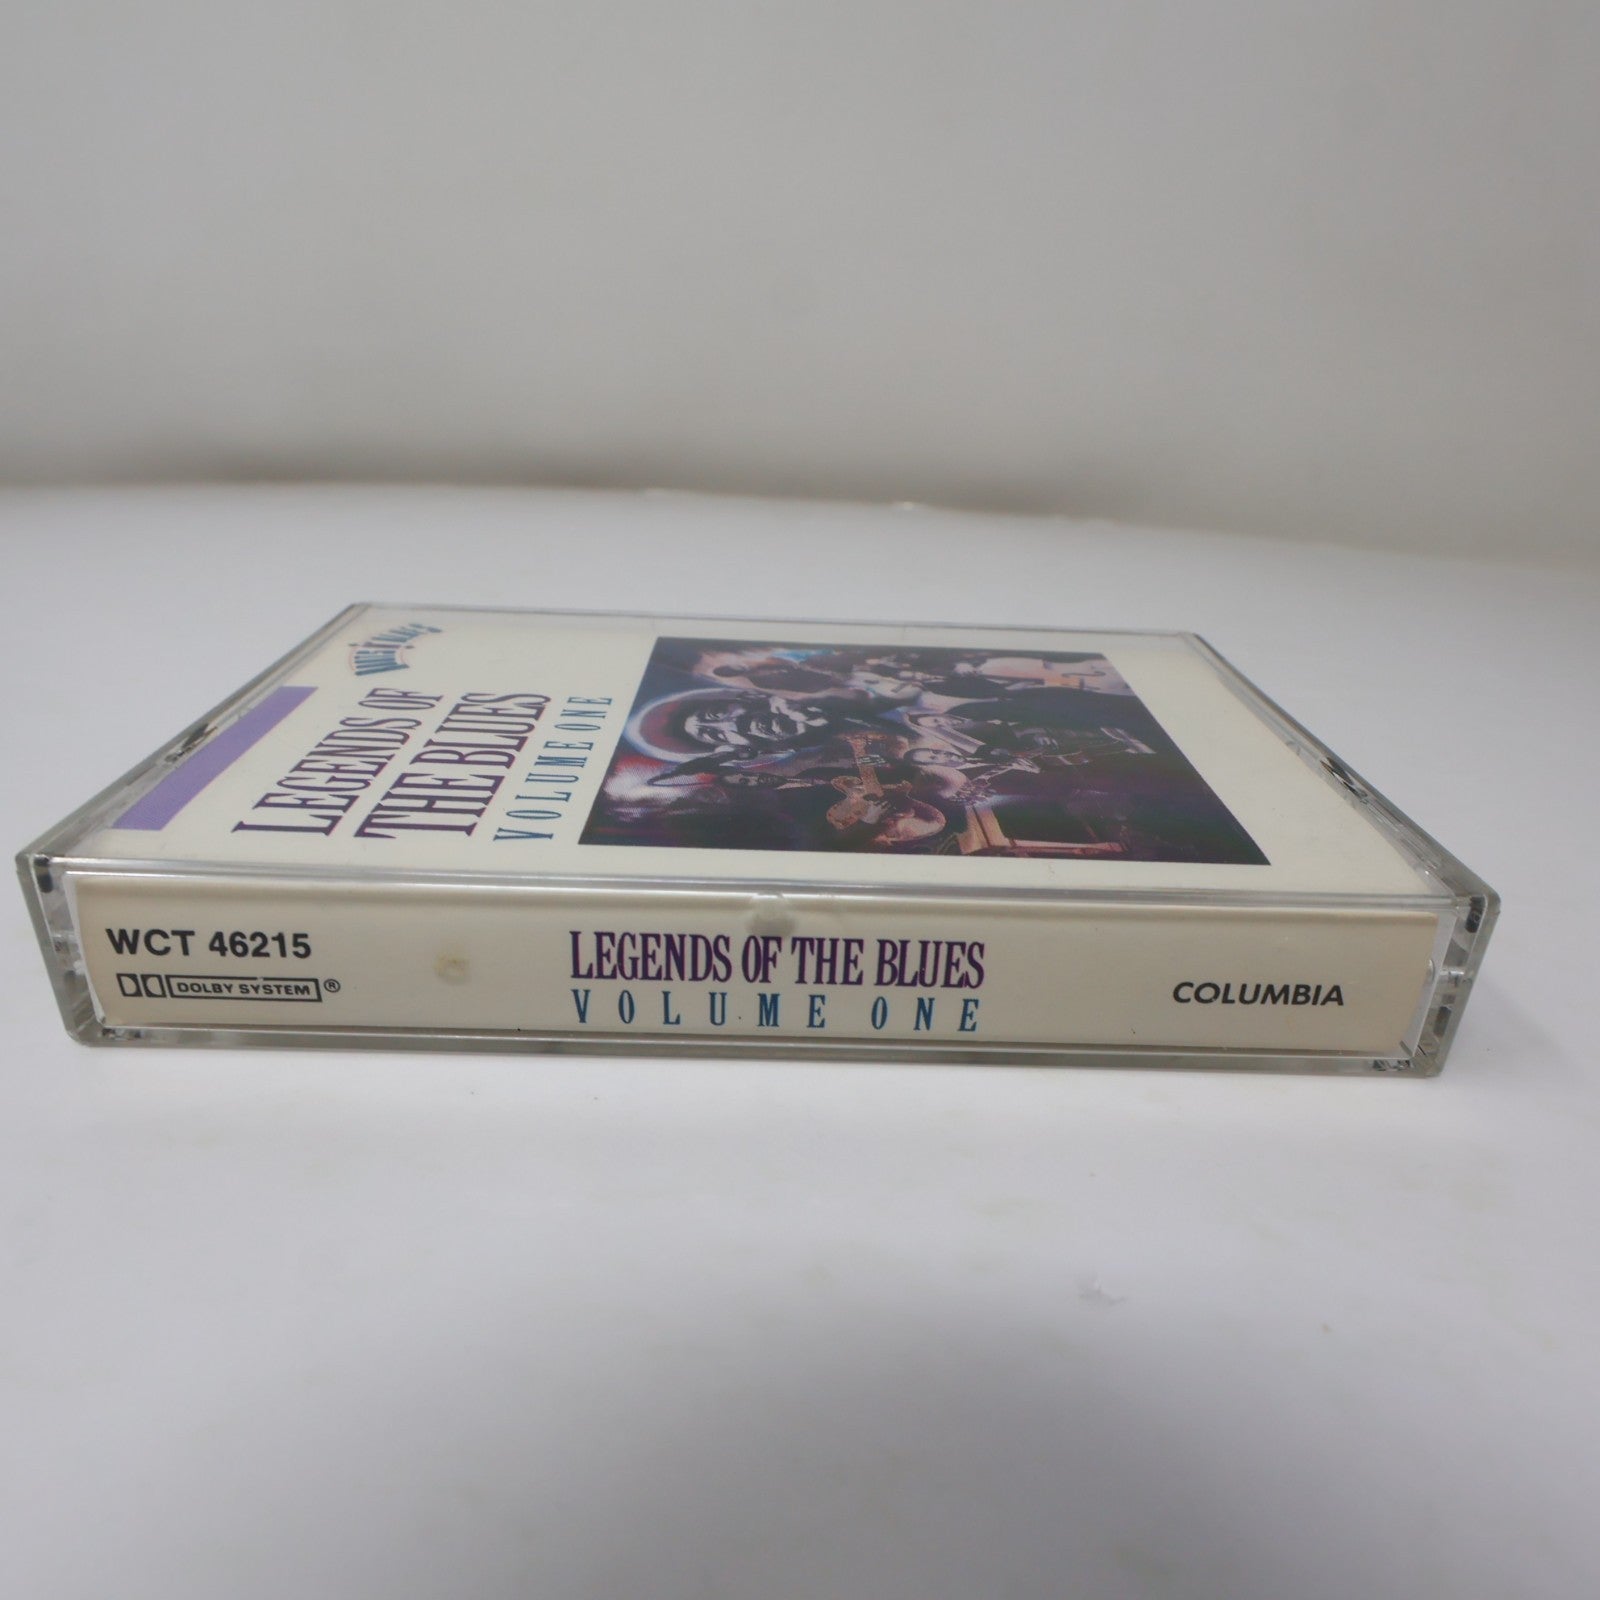 LEGENDS OF
THE BLUES
VOLUME ONE
WCT 46215
DOLBY SYSTEM®
LEGENDS OF THE BLUES
VOLUME ONE
COLUMBIA